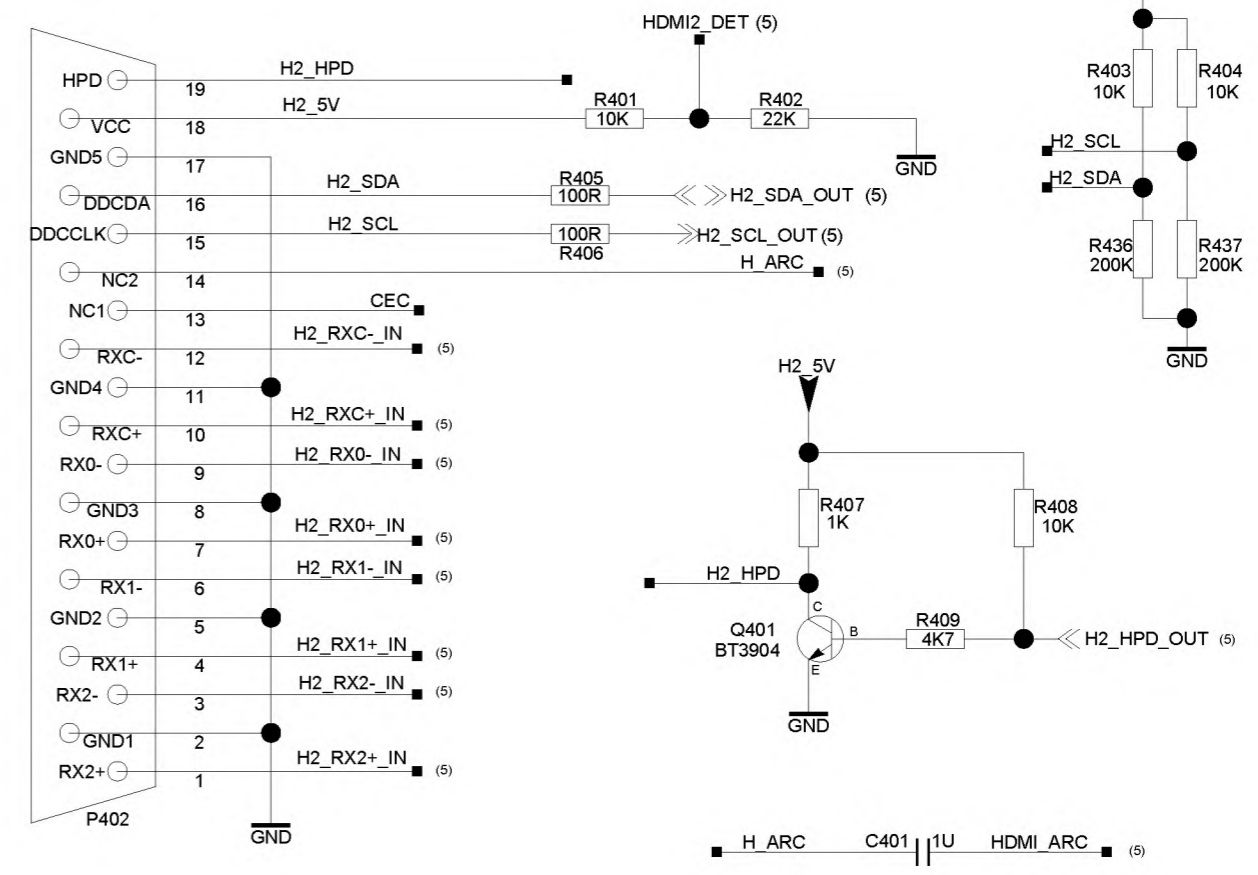 HDMI2_DET (5)
HPD
19
H2_HPD
VCC
18
H2_5V
R401
10K
R402
22K
GND
GND5
17
DDCDA
16
H2_SDA
R405
100R
H2_SDA_OUT (5)
DDCCLK
15
H2_SCL
100R
R406
H2_SCL_OUT (5)
NC2
14
H_ARC (5)
NC1
13
CEC
RXC-
12
H2_RXC-_IN (5)
GND4
11
RXC+
10
H2_RXC+_IN (5)
RX0-
9
H2_RX0-_IN (5)
GND3
8
RX0+
7
H2_RX0+_IN (5)
RX1-
6
H2_RX1-_IN (5)
GND2
5
RX1+
4
H2_RX1+_IN (5)
RX2-
3
H2_RX2-_IN (5)
GND1
2
RX2+
1
H2_RX2+_IN (5)
P402
GND
R403
10K
R404
10K
H2_SCL
H2_SDA
R436
200K
R437
200K
GND
H2_5V
R407
1K
R408
10K
H2_HPD
C
Q401
BT3904
B
E
R409
4K7
H2_HPD_OUT (5)
GND
H_ARC C401 1U HDMI_ARC (5)